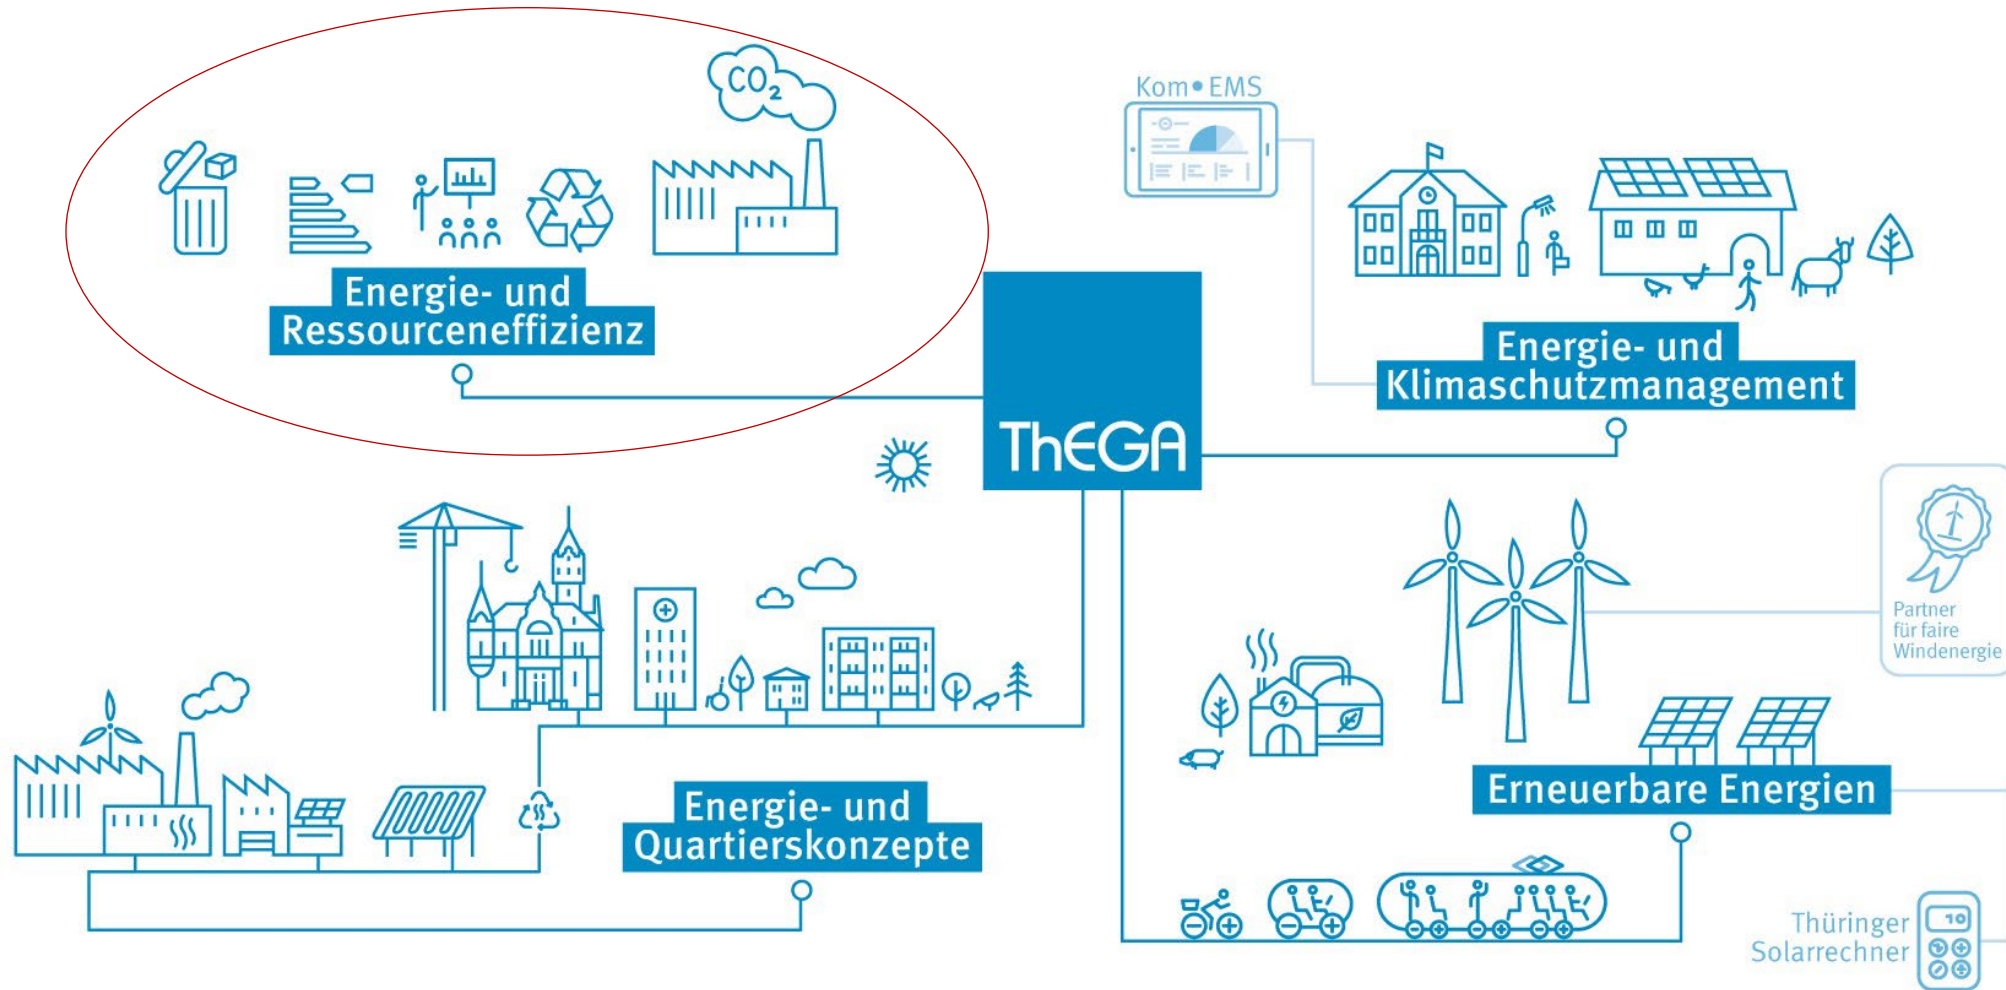 CO2
Energie- und
Ressourceneffizienz
Kom•EMS
Energie- und
Klimaschutzmanagement
ThEGA
Partner
für faire
Windenergie
Energie- und
Quartierskonzepte
Erneuerbare Energien
Thüringer
Solarrechner
10